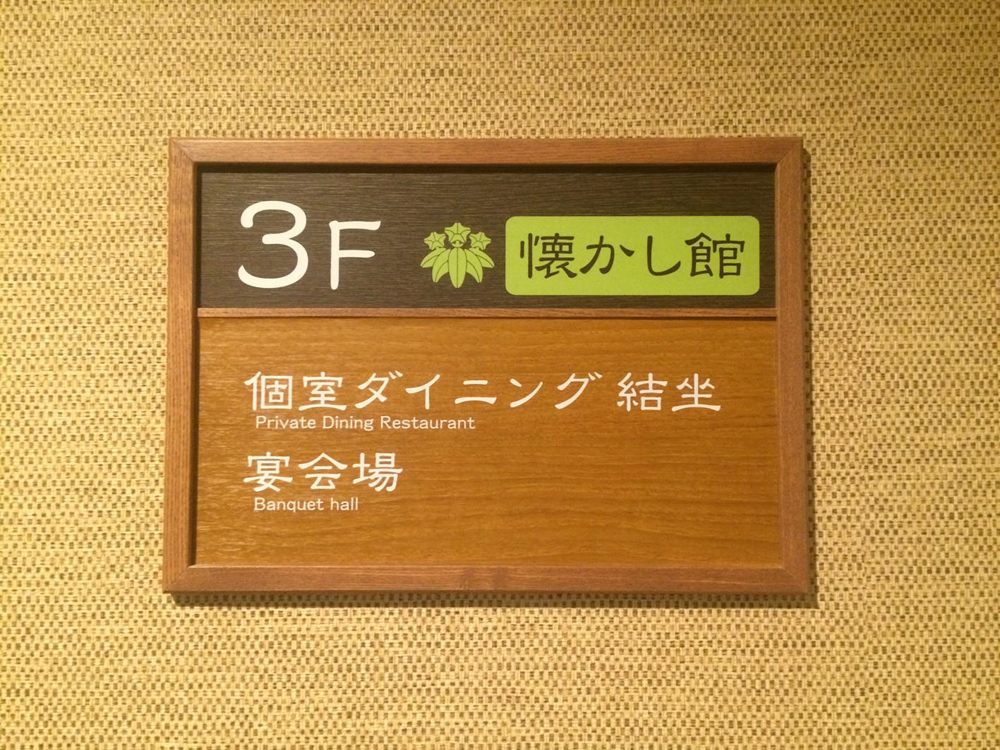 3F 懐かし館
個室ダイニング 結坐
Private Dining Restaurant
宴会場
Banquet hall